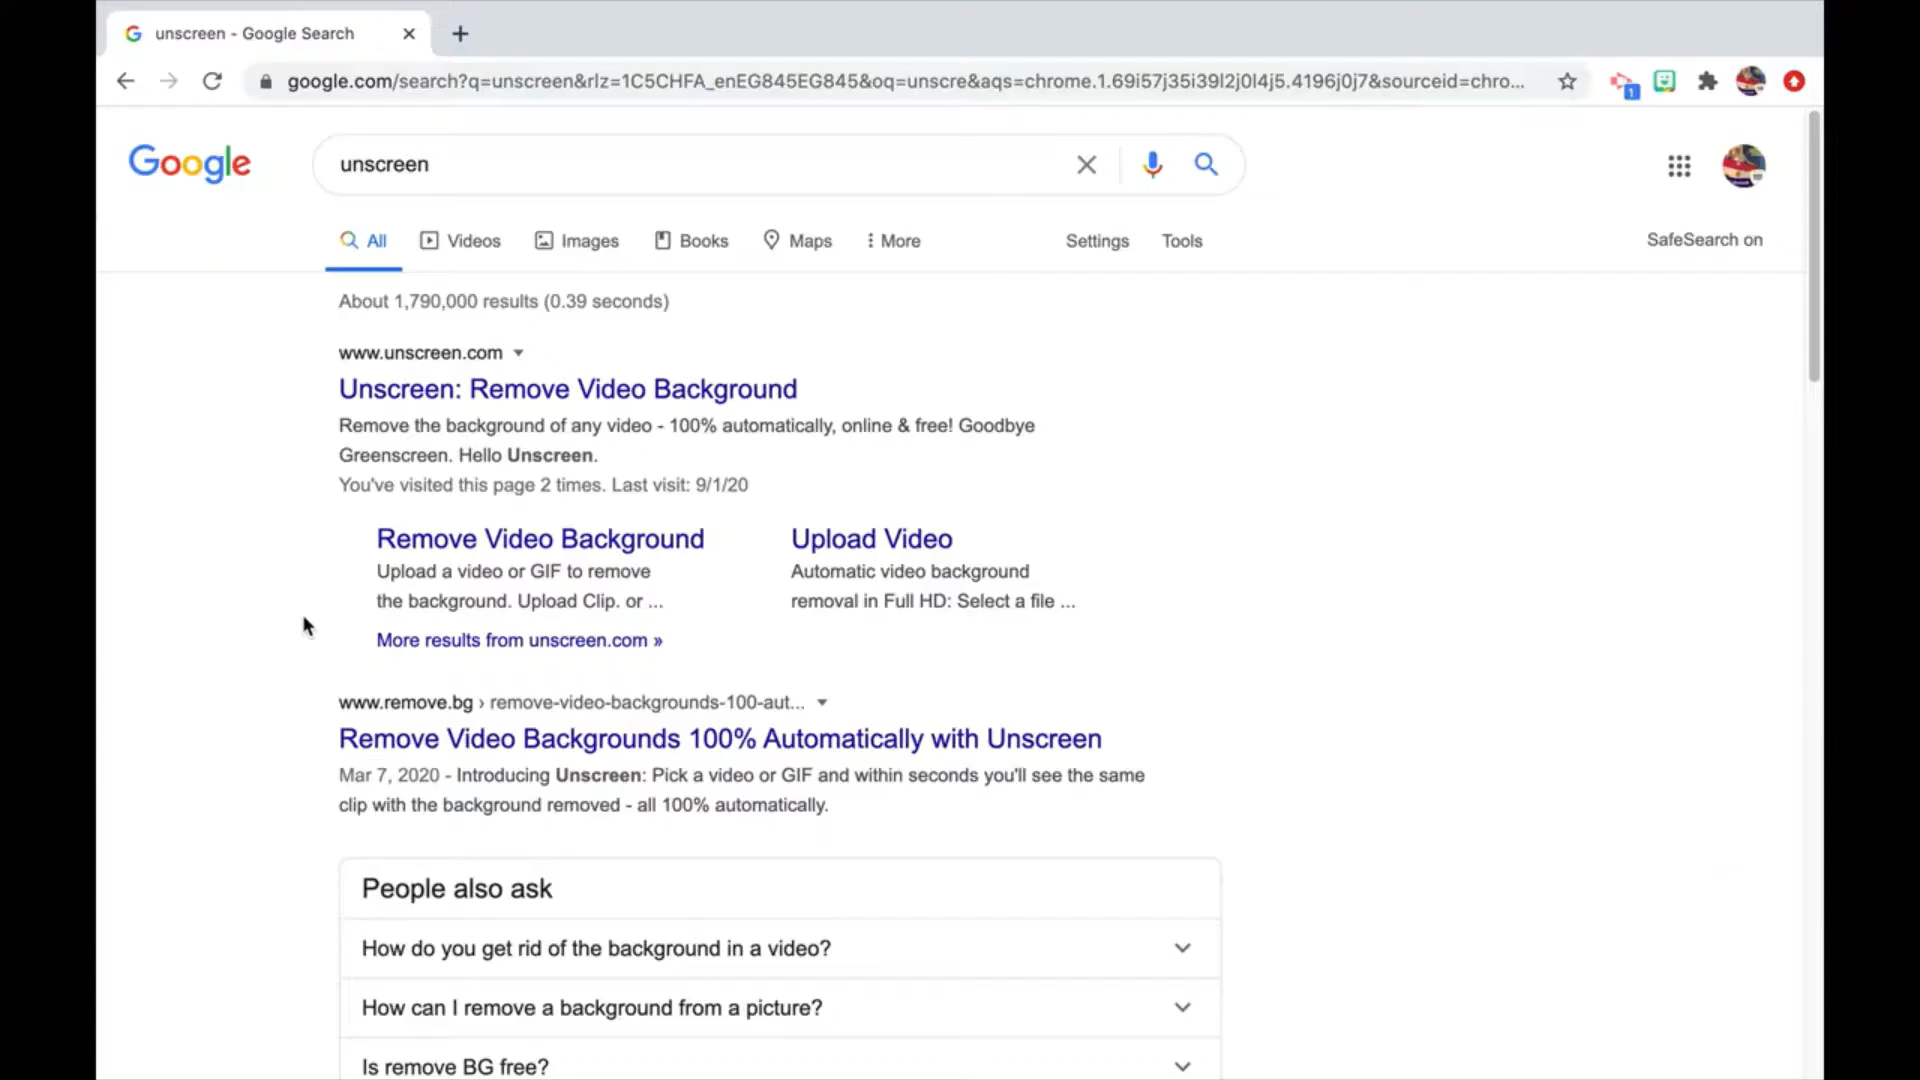 unscreen - Google Search
google.com/search?q=unscreen&rlz=1C5CHFA_enEG845EG845&oq=unscre&aqs=chrome.1.69i57j35i39l2j0l4j5.4196j0j7&sourceid=chro...
1
Google
unscreen
All Videos Images Books Maps More Settings Tools SafeSearch on
About 1,790,000 results (0.39 seconds)
www.unscreen.com
Unscreen: Remove Video Background
Remove the background of any video - 100% automatically, online & free! Goodbye
Greenscreen. Hello Unscreen.
You've visited this page 2 times. Last visit: 9/1/20
Remove Video Background
Upload a video or GIF to remove
the background. Upload Clip. or ...
Upload Video
Automatic video background
removal in Full HD: Select a file ...
More results from unscreen.com »
www.remove.bg › remove-video-backgrounds-100-aut...
Remove Video Backgrounds 100% Automatically with Unscreen
Mar 7, 2020 - Introducing Unscreen: Pick a video or GIF and within seconds you'll see the same
clip with the background removed - all 100% automatically.
People also ask
How do you get rid of the background in a video?
How can I remove a background from a picture?
Is remove BG free?